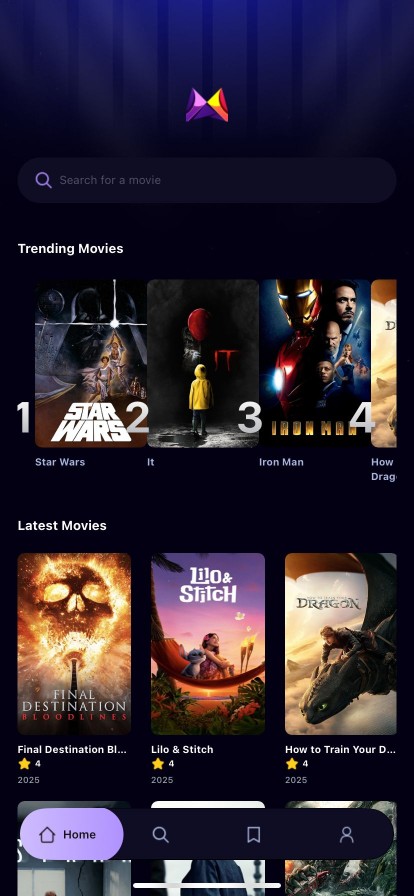 Search for a movie
Trending Movies
STAR
WARS
IT
IRON MAN
D
1
2
3
4
Star Wars
It
Iron Man
How
Drag
Latest Movies
FINAL
DESTINATION
BLOODLINES
Lilo &
Stitch
DRAGON
Final Destination Bl...
Lilo & Stitch
How to Train Your D...
4
4
4
2025
2025
2025
Home